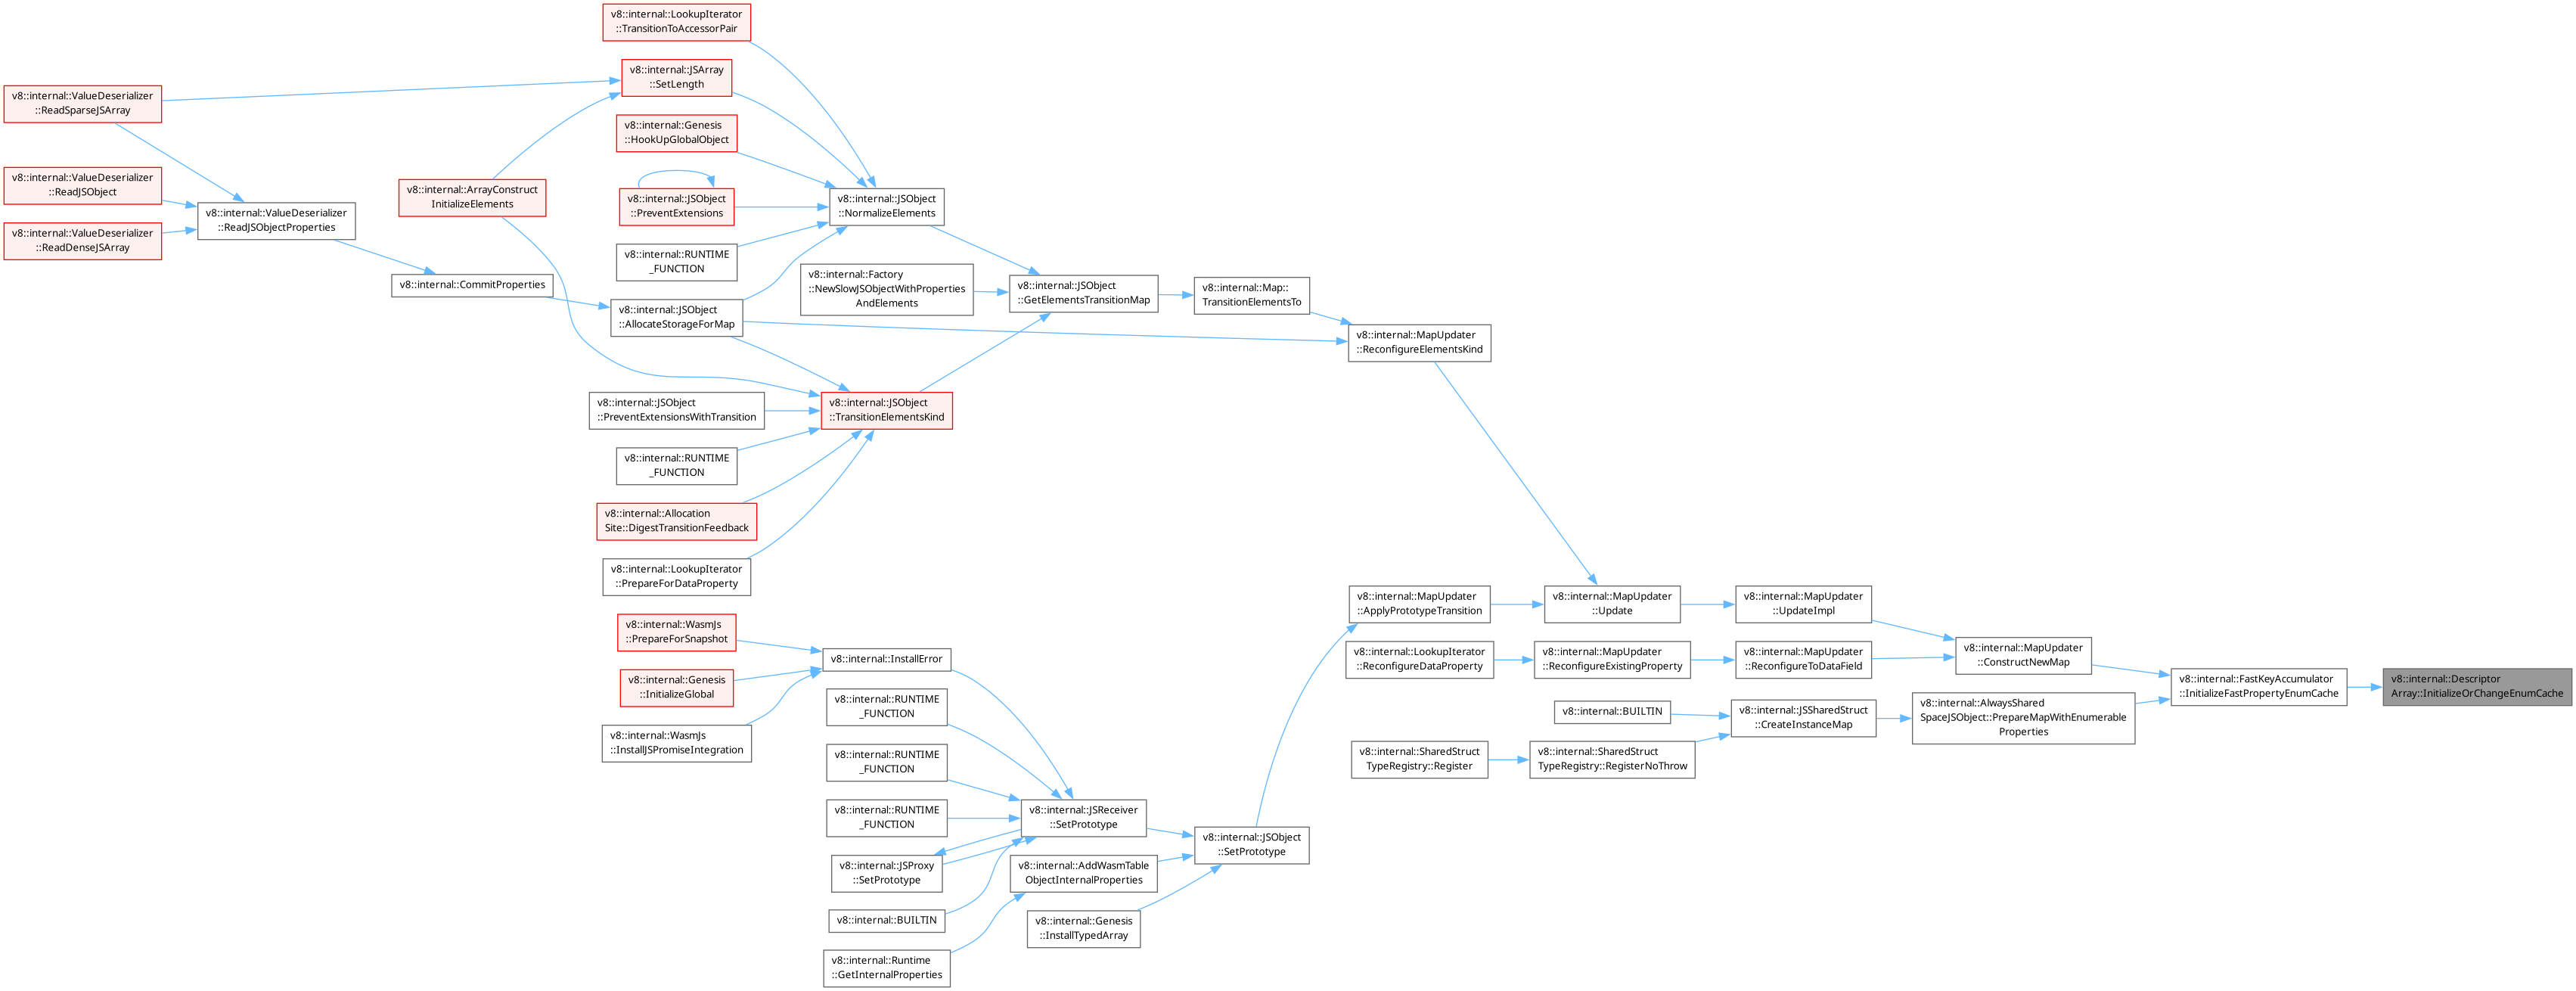 v8::internal::LookupIterator
::TransitionToAccessorPair
v8::internal::JSArray
::SetLength
v8::internal::ValueDeserializer
::ReadSparseJSArray
v8::internal::Genesis
::HookUpGlobalObject
v8::internal::ValueDeserializer
::ReadJSObject
v8::internal::ArrayConstruct
InitializeElements
v8::internal::JSObject
::PreventExtensions
v8::internal::JSObject
::NormalizeElements
v8::internal::ValueDeserializer
::ReadJSObjectProperties
v8::internal::ValueDeserializer
::ReadDenseJSArray
v8::internal::RUNTIME
_FUNCTION
v8::internal::CommitProperties
v8::internal::Factory
::NewSlowJSObjectWithProperties
AndElements
v8::internal::JSObject
::GetElementsTransitionMap
v8::internal::Map::
TransitionElementsTo
v8::internal::JSObject
::AllocateStorageForMap
v8::internal::MapUpdater
::ReconfigureElementsKind
v8::internal::JSObject
::PreventExtensionsWithTransition
v8::internal::JSObject
::TransitionElementsKind
v8::internal::RUNTIME
_FUNCTION
v8::internal::Allocation
Site::DigestTransitionFeedback
v8::internal::LookupIterator
::PrepareForDataProperty
v8::internal::MapUpdater
::ApplyPrototypeTransition
v8::internal::MapUpdater
::Update
v8::internal::MapUpdater
::UpdateImpl
v8::internal::WasmJs
::PrepareForSnapshot
v8::internal::InstallError
v8::internal::LookupIterator
::ReconfigureDataProperty
v8::internal::MapUpdater
::ReconfigureExistingProperty
v8::internal::MapUpdater
::ReconfigureToDataField
v8::internal::MapUpdater
::ConstructNewMap
v8::internal::Genesis
::InitializeGlobal
v8::internal::FastKeyAccumulator
::InitializeFastPropertyEnumCache
v8::internal::Descriptor
Array::InitializeOrChangeEnumCache
v8::internal::RUNTIME
_FUNCTION
v8::internal::BUILTIN
v8::internal::JSSharedStruct
::CreateInstanceMap
v8::internal::AlwaysShared
SpaceJSObject::PrepareMapWithEnumerable
Properties
v8::internal::WasmJs
::InstallJSPromiseIntegration
v8::internal::RUNTIME
_FUNCTION
v8::internal::SharedStruct
TypeRegistry::Register
v8::internal::SharedStruct
TypeRegistry::RegisterNoThrow
v8::internal::RUNTIME
_FUNCTION
v8::internal::JSReceiver
::SetPrototype
v8::internal::JSObject
::SetPrototype
v8::internal::JSProxy
::SetPrototype
v8::internal::AddWasmTable
ObjectInternalProperties
v8::internal::BUILTIN
v8::internal::Genesis
::InstallTypedArray
v8::internal::Runtime
::GetInternalProperties